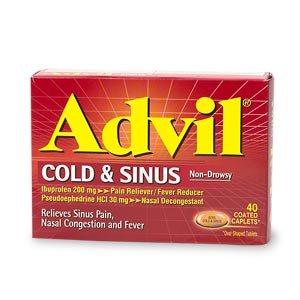 Advil®
COLD & SINUS Non-Drowsy
Ibuprofen 200 mg >> Pain Reliever/Fever Reducer
Pseudoephedrine HCl 30 mg >> Nasal Decongestant
Relieves Sinus Pain,
Nasal Congestion and Fever
40
COATED
CAPLETS*
*Oval Shaped Tablets